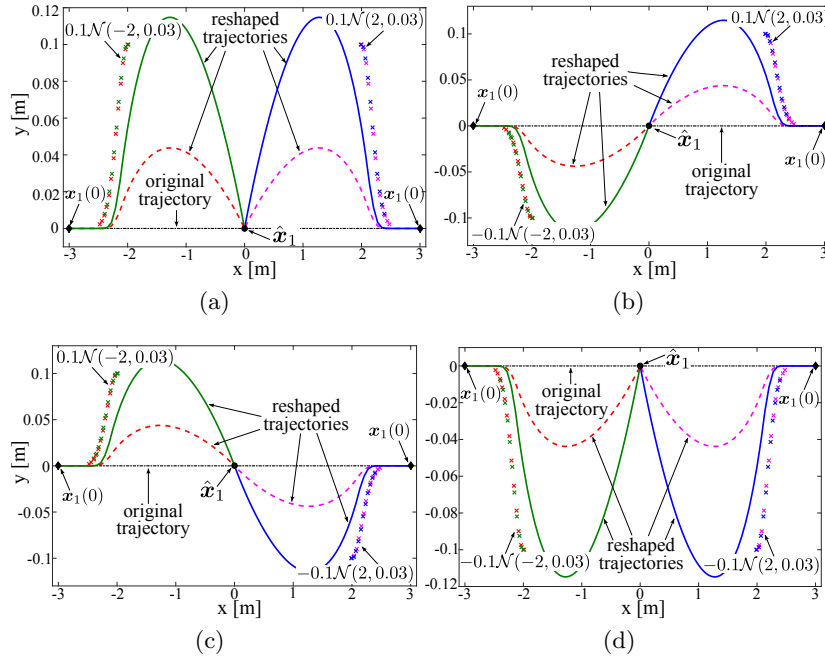 0.12
0.1
0.08
0.06
0.04
0.02
0
y [m]
0.1𝒩(−2, 0.03)
reshaped
trajectories
0.1𝒩(2, 0.03)
original
trajectory
x₁(0)
x₁(0)
x̂₁
-3 -2 -1 0 1 2 3
x [m]
(a)
0.1
0.05
0
-0.05
-0.1
0.1𝒩(2, 0.03)
reshaped
trajectories
x₁(0)
x̂₁
x₁(0)
original
trajectory
−0.1𝒩(−2, 0.03)
-3 -2 -1 0 1 2 3
x [m]
(b)
0.1
0.05
0
-0.05
-0.1
y [m]
0.1𝒩(−2, 0.03)
reshaped
trajectories
x₁(0)
x₁(0)
x̂₁
original
trajectory
−0.1𝒩(2, 0.03)
-3 -2 -1 0 1 2 3
x [m]
(c)
0
-0.02
-0.04
-0.06
-0.08
-0.1
-0.12
x̂₁
x₁(0)
original
trajectory
x₁(0)
reshaped
trajectories
−0.1𝒩(−2, 0.03)
−0.1𝒩(2, 0.03)
-3 -2 -1 0 1 2 3
x [m]
(d)